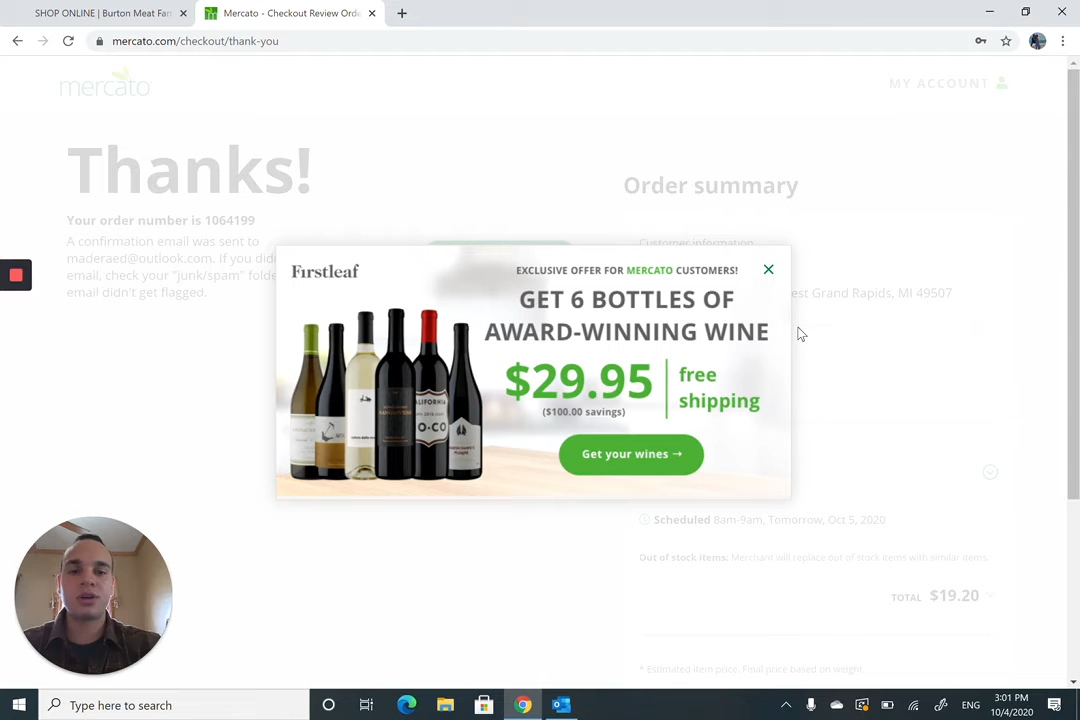 SHOP ONLINE | Burton Meat Far
Mercato - Checkout Review Orde
mercato.com/checkout/thank-you
mercato
MY ACCOUNT
Thanks!
Your order number is 1064199
A confirmation email was sent to
maderaed@outlook.com. If you didn
email, check your "junk/spam" folde
email didn't get flagged.
Order summary
Customer information
est Grand Rapids, MI 49507
Firstleaf
EXCLUSIVE OFFER FOR MERCATO CUSTOMERS!
GET 6 BOTTLES OF
AWARD-WINNING WINE
$29.95
($100.00 savings)
free
shipping
Get your wines →
Scheduled 8am-9am, Tomorrow, Oct 5, 2020
Out of stock items: Merchant will replace out of stock items with similar items.
TOTAL $19.20
* Estimated item price. Final price based on weight.
Type here to search
ENG
3:01 PM
10/4/2020